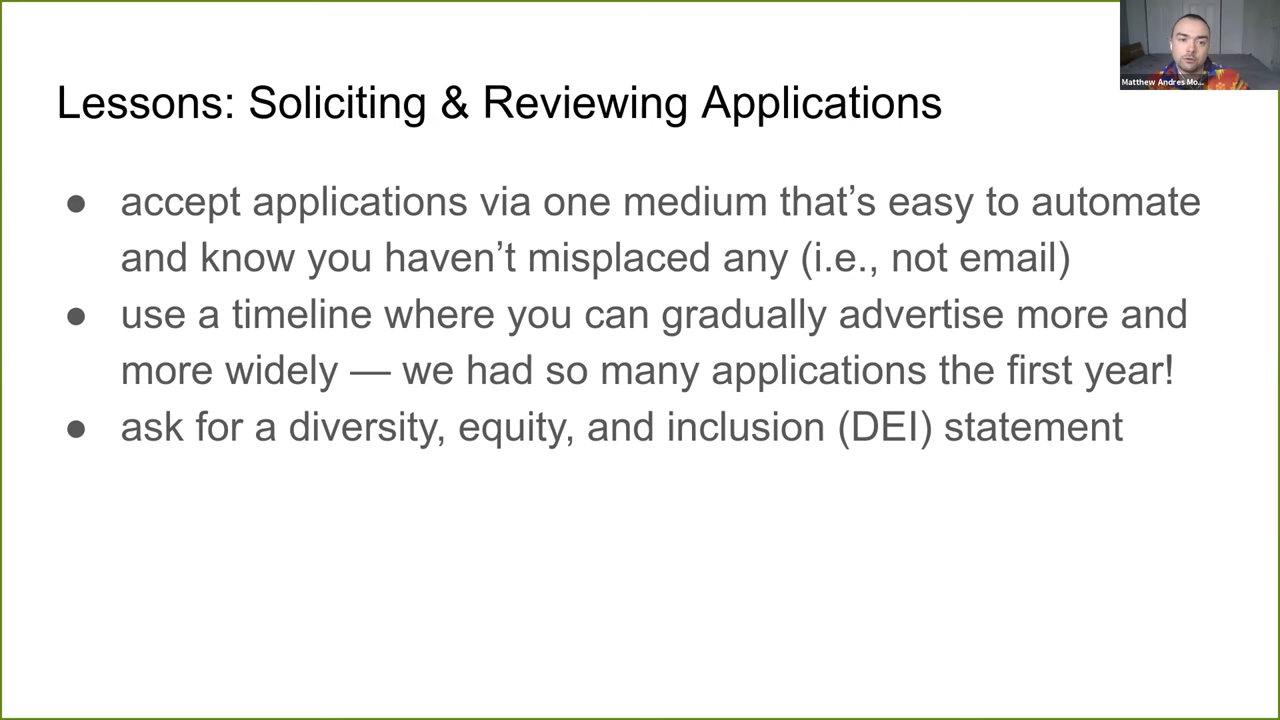 Lessons: Soliciting & Reviewing Applications
● accept applications via one medium that’s easy to automate
and know you haven’t misplaced any (i.e., not email)
● use a timeline where you can gradually advertise more and
more widely — we had so many applications the first year!
● ask for a diversity, equity, and inclusion (DEI) statement
Matthew Andres Mo...